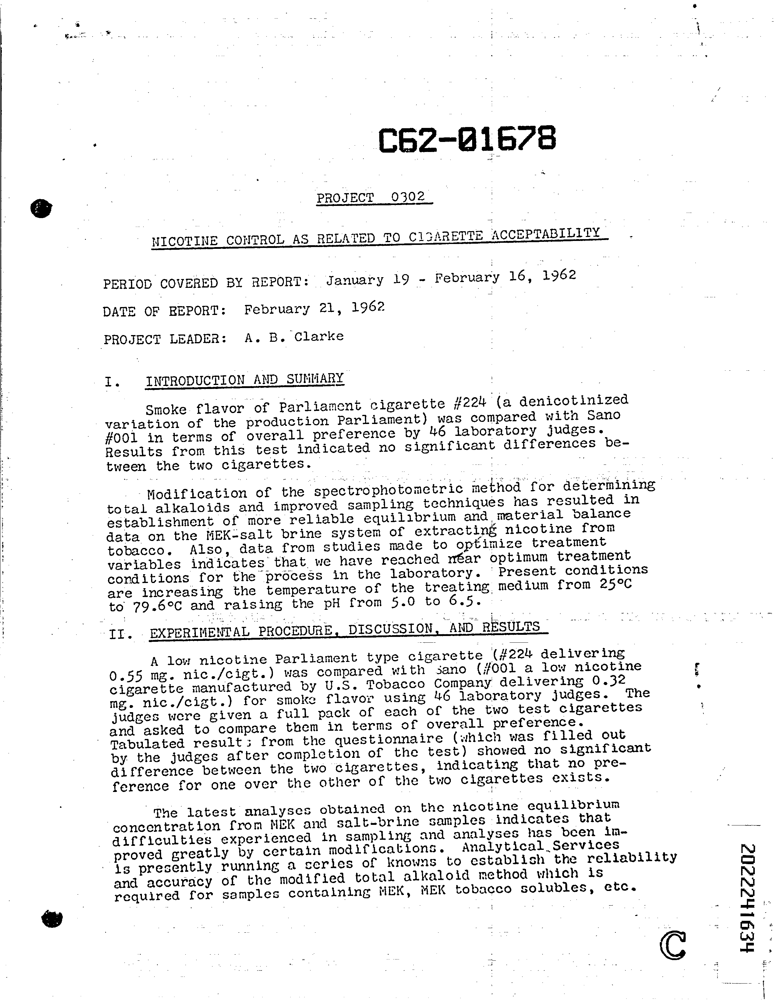 C62-01678
PROJECT 0302
NICOTINE CONTROL AS RELATED TO CIGARETTE ACCEPTABILITY
PERIOD COVERED BY REPORT: January 19 - February 16, 1962
DATE OF REPORT: February 21, 1962
PROJECT LEADER: A. B. Clarke
I. INTRODUCTION AND SUMMARY
Smoke flavor of Parliament cigarette #224 (a denicotinized
variation of the production Parliament) was compared with Sano
#001 in terms of overall preference by 46 laboratory judges.
Results from this test indicated no significant differences be-
tween the two cigarettes.
Modification of the spectrophotometric method for determining
total alkaloids and improved sampling techniques has resulted in
establishment of more reliable equilibrium and material balance
data on the MEK-salt brine system of extracting nicotine from
tobacco. Also, data from studies made to optimize treatment
variables indicates that we have reached near optimum treatment
conditions for the process in the laboratory. Present conditions
are increasing the temperature of the treating medium from 25°C
to 79.6°C and raising the pH from 5.0 to 6.5.
II. EXPERIMENTAL PROCEDURE, DISCUSSION, AND RESULTS
A low nicotine Parliament type cigarette (#224 delivering
0.55 mg. nic./cigt.) was compared with Sano (#001 a low nicotine
cigarette manufactured by U.S. Tobacco Company delivering 0.32
mg. nic./cigt.) for smoke flavor using 46 laboratory judges. The
judges were given a full pack of each of the two test cigarettes
and asked to compare them in terms of overall preference.
Tabulated results from the questionnaire (which was filled out
by the judges after completion of the test) showed no significant
difference between the two cigarettes, indicating that no pre-
ference for one over the other of the two cigarettes exists.
The latest analyses obtained on the nicotine equilibrium
concentration from MEK and salt-brine samples indicates that
difficulties experienced in sampling and analyses has been im-
proved greatly by certain modifications. Analytical Services
is presently running a series of knowns to establish the reliability
and accuracy of the modified total alkaloid method which is
required for samples containing MEK, MEK tobacco solubles, etc.
2022241634
C